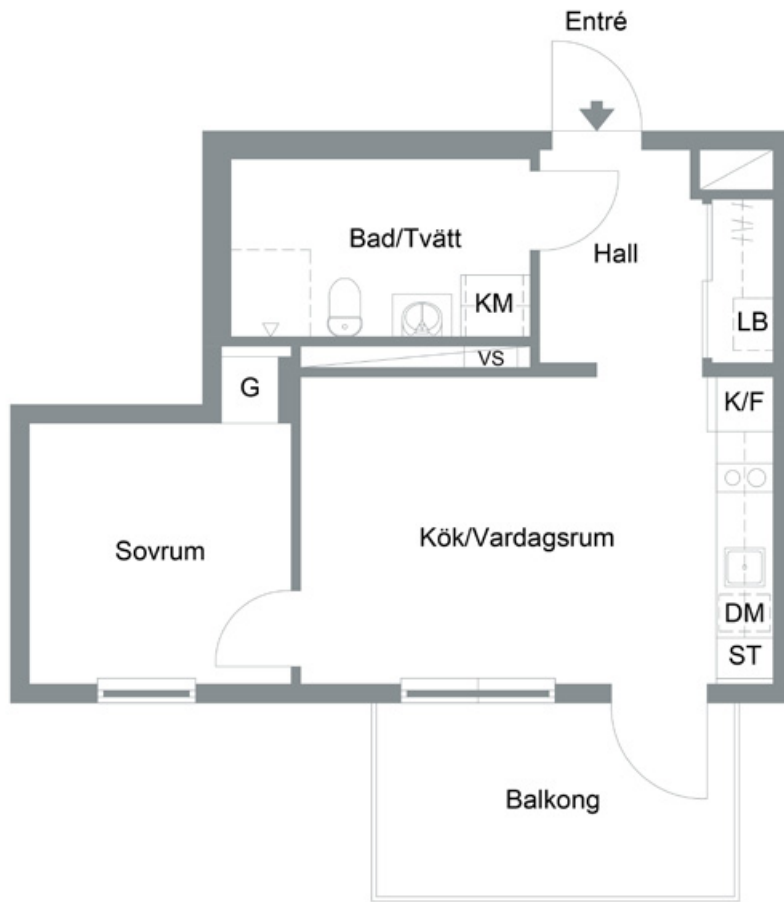 Entré
Bad/Tvätt
Hall
KM
LB
VS
G
K/F
Sovrum
Kök/Vardagsrum
DM
ST
Balkong